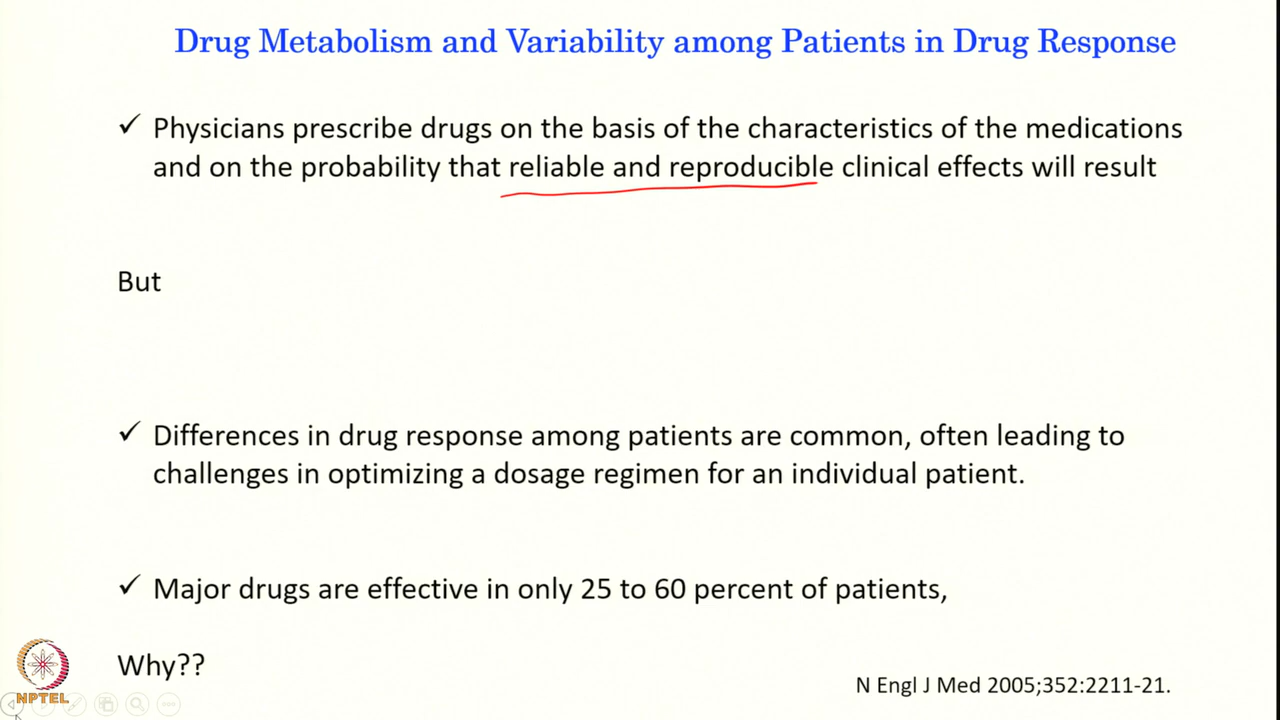 Drug Metabolism and Variability among Patients in Drug Response
✓ Physicians prescribe drugs on the basis of the characteristics of the medications
and on the probability that reliable and reproducible clinical effects will result
But
✓ Differences in drug response among patients are common, often leading to
challenges in optimizing a dosage regimen for an individual patient.
✓ Major drugs are effective in only 25 to 60 percent of patients,
Why??
N Engl J Med 2005;352:2211-21.
NPTEL